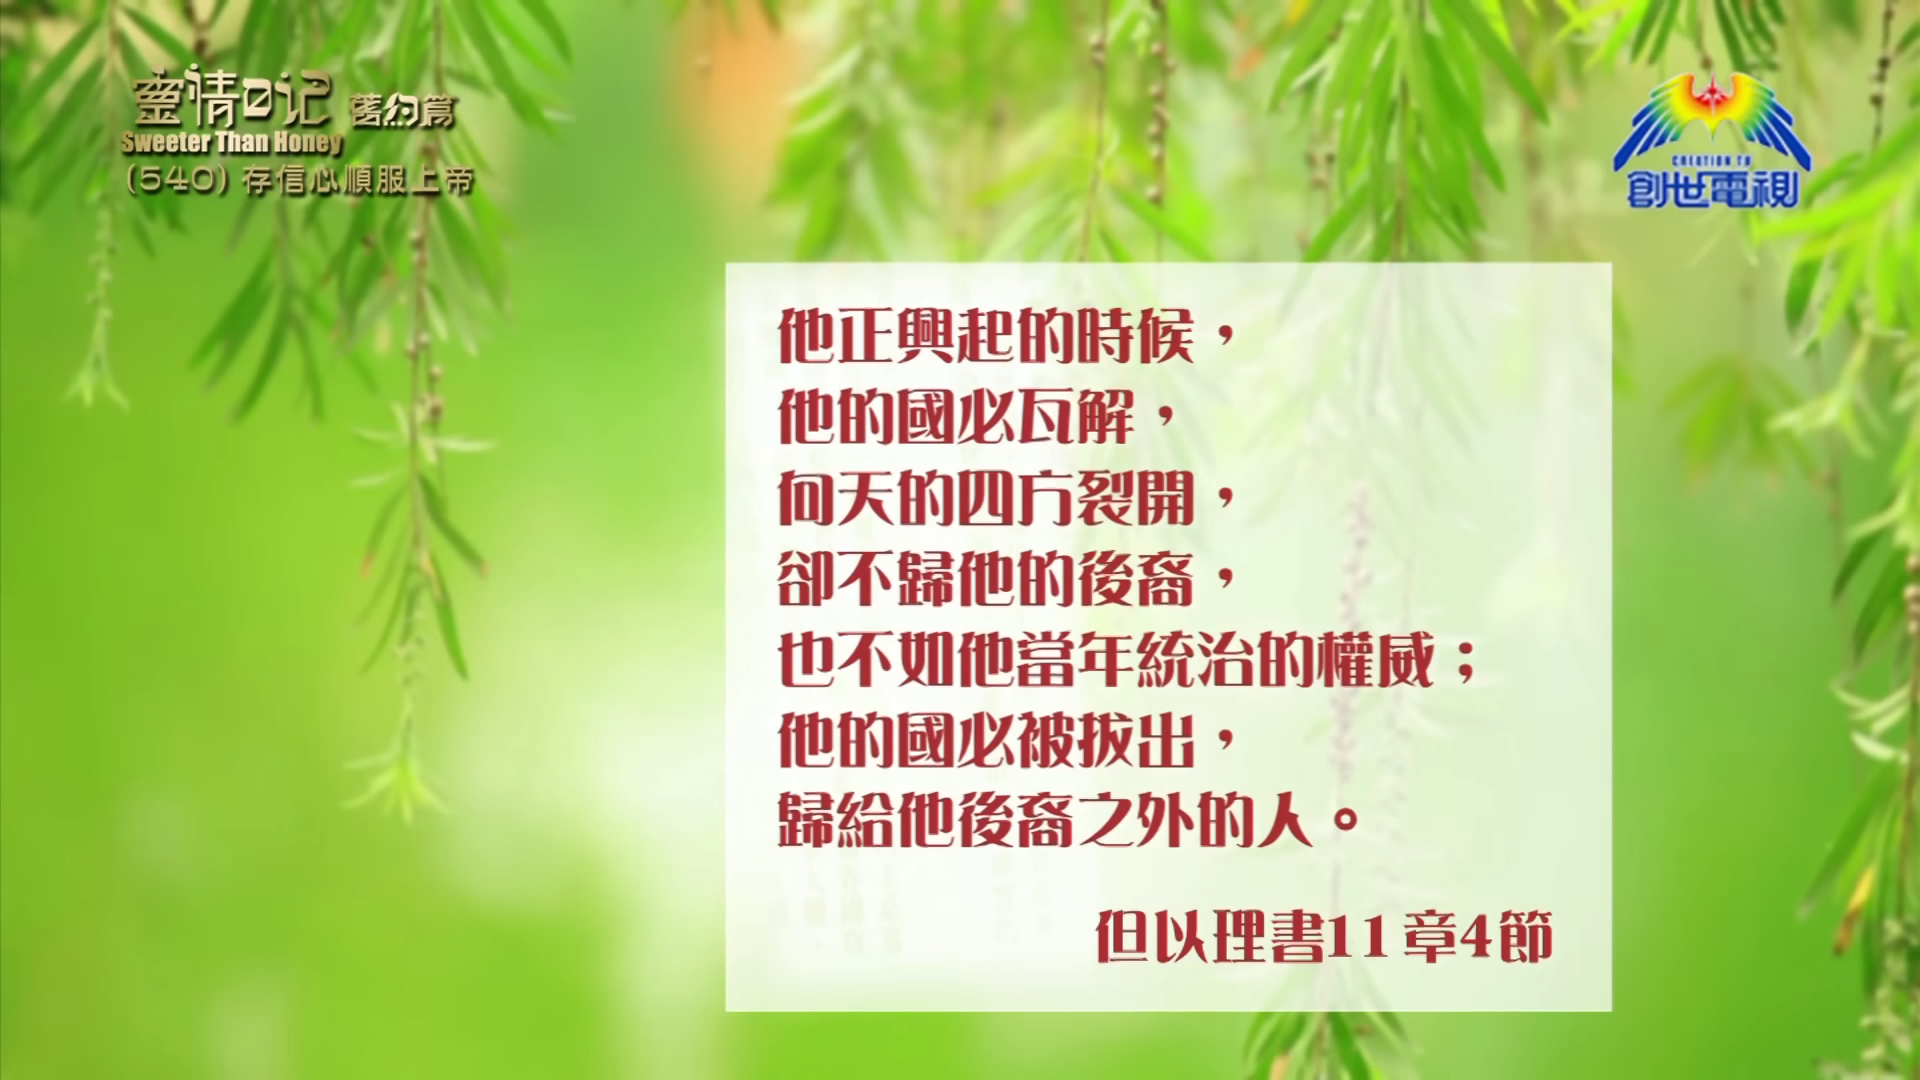 靈情日记 舊約篇
Sweeter Than Honey
(540) 存信心順服上帝
CREATION TV
創世電視
他正興起的時候，
他的國必瓦解，
向天的四方裂開，
卻不歸他的後裔，
也不如他當年統治的權威；
他的國必被拔出，
歸給他後裔之外的人。
但以理書11章4節